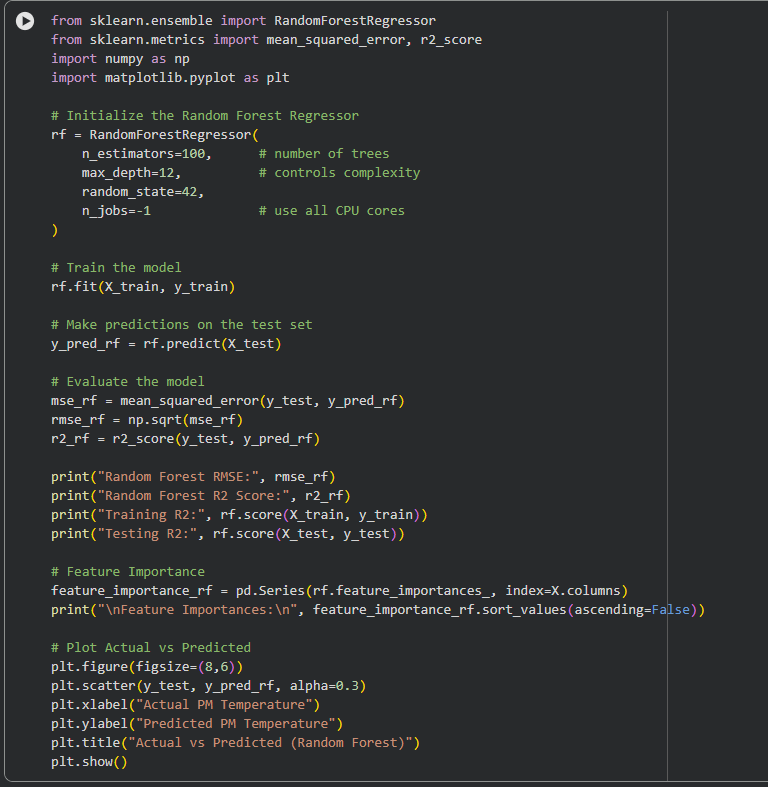 from sklearn.ensemble import RandomForestRegressor
from sklearn.metrics import mean_squared_error, r2_score
import numpy as np
import matplotlib.pyplot as plt

# Initialize the Random Forest Regressor
rf = RandomForestRegressor(
    n_estimators=100,      # number of trees
    max_depth=12,          # controls complexity
    random_state=42,
    n_jobs=-1              # use all CPU cores
)

# Train the model
rf.fit(X_train, y_train)

# Make predictions on the test set
y_pred_rf = rf.predict(X_test)

# Evaluate the model
mse_rf = mean_squared_error(y_test, y_pred_rf)
rmse_rf = np.sqrt(mse_rf)
r2_rf = r2_score(y_test, y_pred_rf)

print("Random Forest RMSE:", rmse_rf)
print("Random Forest R2 Score:", r2_rf)
print("Training R2:", rf.score(X_train, y_train))
print("Testing R2:", rf.score(X_test, y_test))

# Feature Importance
feature_importance_rf = pd.Series(rf.feature_importances_, index=X.columns)
print("\nFeature Importances:\n", feature_importance_rf.sort_values(ascending=False))

# Plot Actual vs Predicted
plt.figure(figsize=(8,6))
plt.scatter(y_test, y_pred_rf, alpha=0.3)
plt.xlabel("Actual PM Temperature")
plt.ylabel("Predicted PM Temperature")
plt.title("Actual vs Predicted (Random Forest)")
plt.show()